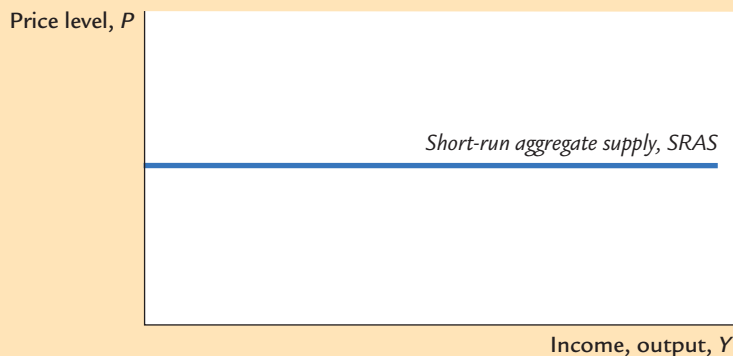 Price level, P
Short-run aggregate supply, SRAS
Income, output, Y